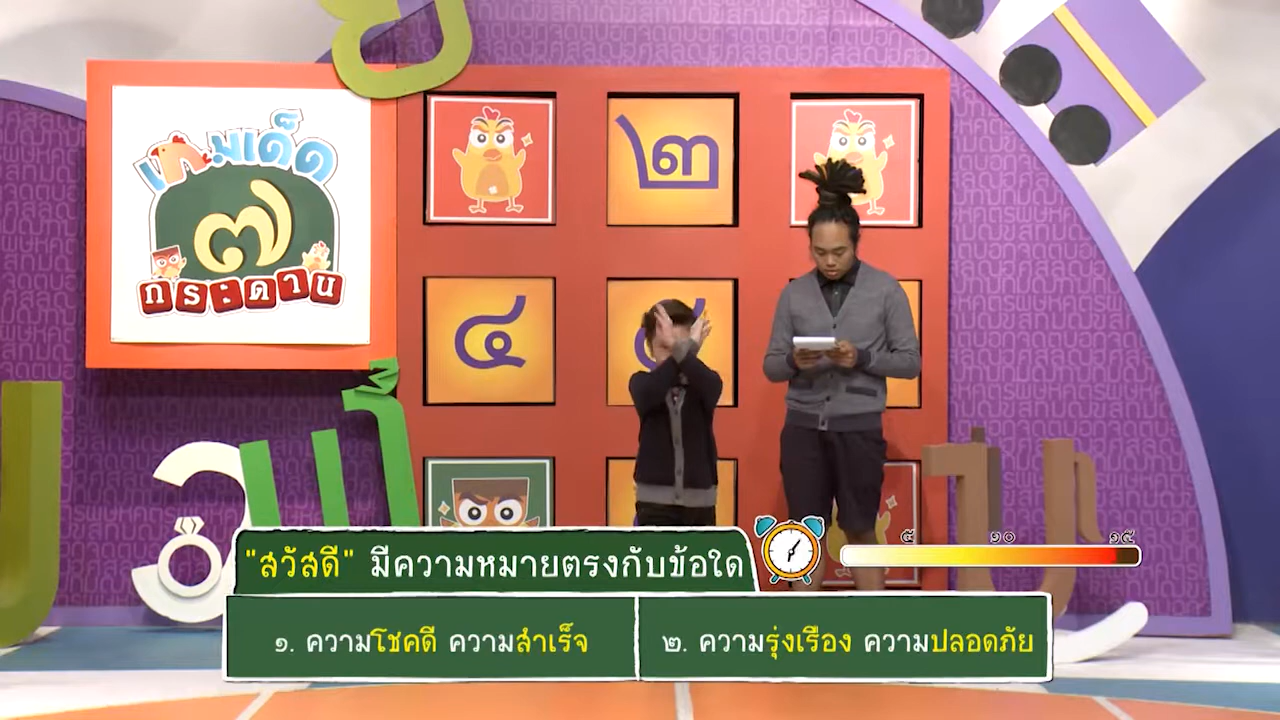 เกมเด็ด
๗
กระดาน
๒
๔
"สวัสดี" มีความหมายตรงกับข้อใด
๕ ๑๐ ๑๕
๑. ความโชคดี ความสำเร็จ
๒. ความรุ่งเรือง ความปลอดภัย